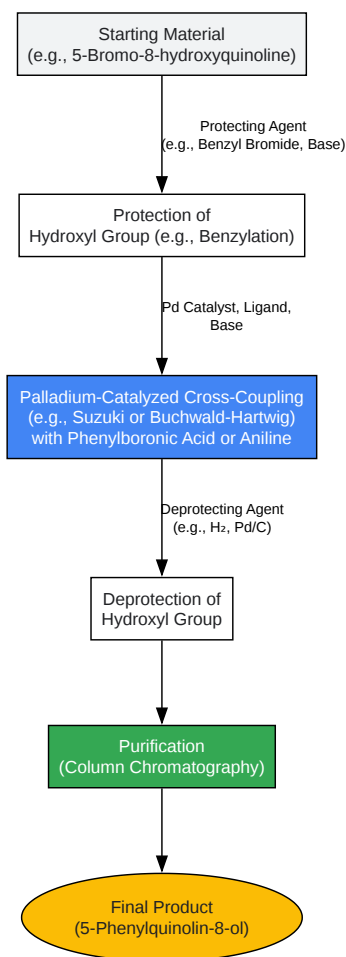 Starting Material
(e.g., 5-Bromo-8-hydroxyquinoline)
Protecting Agent
(e.g., Benzyl Bromide, Base)
Protection of
Hydroxyl Group (e.g., Benzylation)
Pd Catalyst, Ligand,
Base
Palladium-Catalyzed Cross-Coupling
(e.g., Suzuki or Buchwald-Hartwig)
with Phenylboronic Acid or Aniline
Deprotecting Agent
(e.g., H₂, Pd/C)
Deprotection of
Hydroxyl Group
Purification
(Column Chromatography)
Final Product
(5-Phenylquinolin-8-ol)